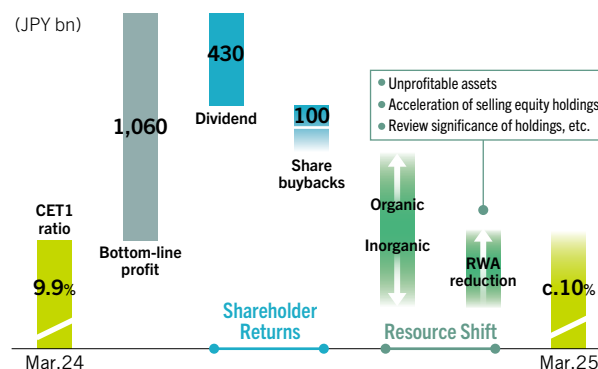 (JPY bn)
430
1,060
Dividend
100
Share
buybacks
• Unprofitable assets
• Acceleration of selling equity holdings
• Review significance of holdings, etc.
CET1
ratio
9.9%
Bottom-line
profit
Organic
Inorganic
RWA
reduction
c.10%
Shareholder
Returns
Resource Shift
Mar.24
Mar.25